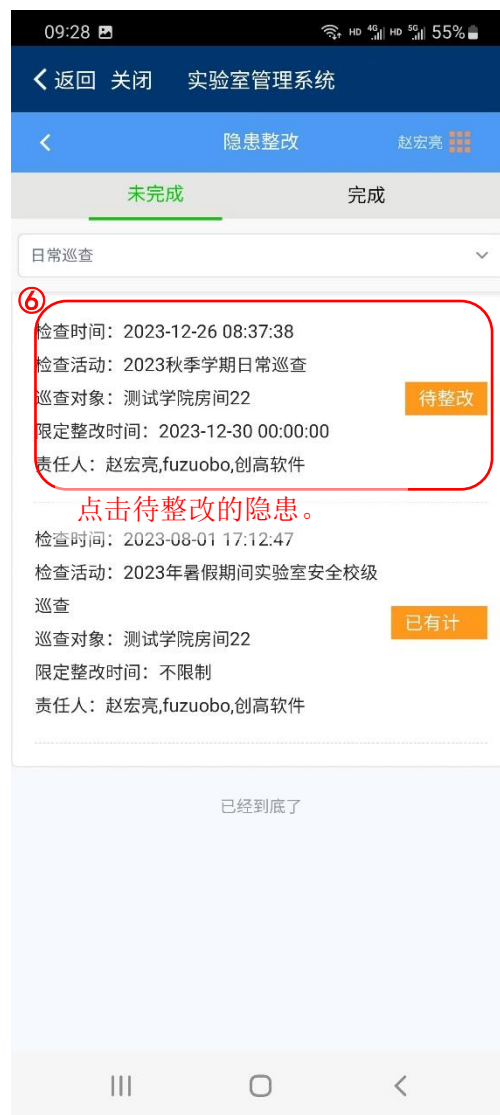 09:28 HD 4G HD 5G 55%
返回 关闭 实验室管理系统
隐患整改 赵宏亮
未完成 完成
日常巡查
⑥
检查时间：2023-12-26 08:37:38
检查活动：2023秋季学期日常巡查
巡查对象：测试学院房间22
待整改
限定整改时间：2023-12-30 00:00:00
责任人：赵宏亮,fuzuobo,创高软件
点击待整改的隐患。
检查时间：2023-08-01 17:12:47
检查活动：2023年暑假期间实验室安全校级
巡查
已有计
巡查对象：测试学院房间22
限定整改时间：不限制
责任人：赵宏亮,fuzuobo,创高软件
已经到底了